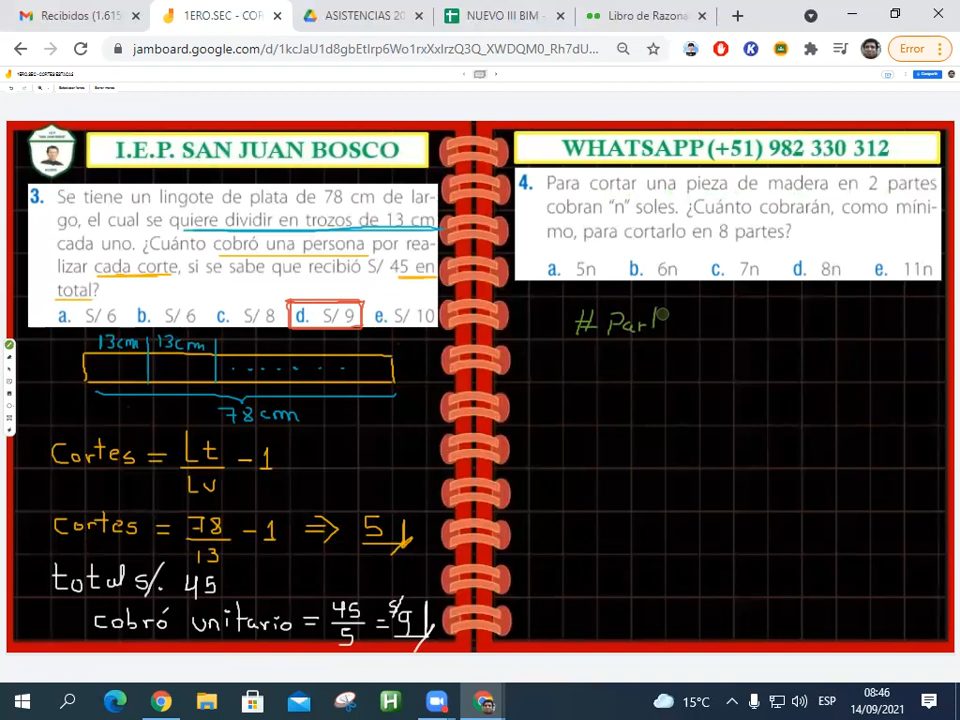 Recibidos (1.615
1ERO.SEC - COR
ASISTENCIAS 20
NUEVO III BIM -
Libro de Razona
jamboard.google.com/d/1kcJaU1d8gbEtIrp6Wo1rxXxIrzQ3Q_XWDQM0_Rh7dU...
Error
I.E.P. SAN JUAN BOSCO
3. Se tiene un lingote de plata de 78 cm de lar-
go, el cual se quiere dividir en trozos de 13 cm
cada uno. ¿Cuánto cobró una persona por rea-
lizar cada corte, si se sabe que recibió S/ 45 en
total?
a. S/ 6 b. S/ 6 c. S/ 8 d. S/ 9 e. S/ 10
13cm 13cm
78cm
Cortes = Lt/Lu - 1
cortes = 78/13 - 1 => 5
total s/. 45
cobró unitario = 45/5 = s/9
WHATSAPP (+51) 982 330 312
4. Para cortar una pieza de madera en 2 partes
cobran "n" soles. ¿Cuánto cobrarán, como míni-
mo, para cortarlo en 8 partes?
a. 5n b. 6n c. 7n d. 8n e. 11n
# Par
15°C
ESP
08:46
14/09/2021